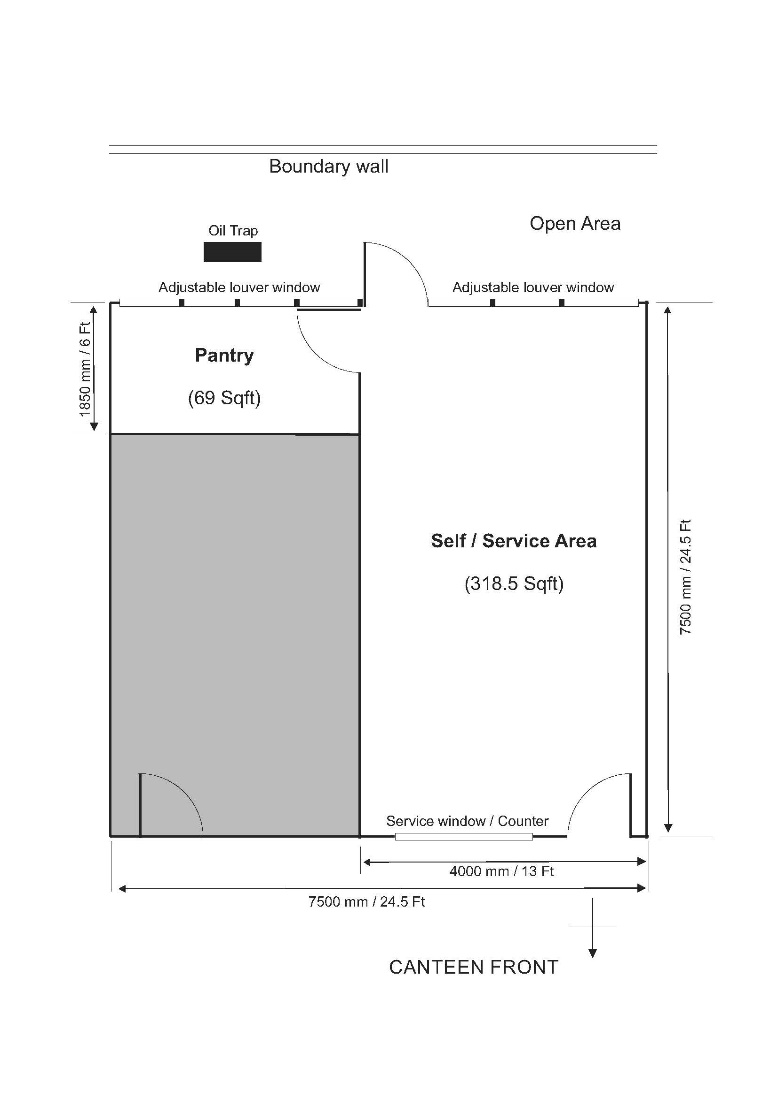 Boundary wall
Open Area
Oil Trap
Adjustable louver window
Adjustable louver window
1850 mm / 6 Ft
Pantry
(69 Sqft)
Self / Service Area
(318.5 Sqft)
7500 mm / 24.5 Ft
Service window / Counter
4000 mm / 13 Ft
7500 mm / 24.5 Ft
CANTEEN FRONT